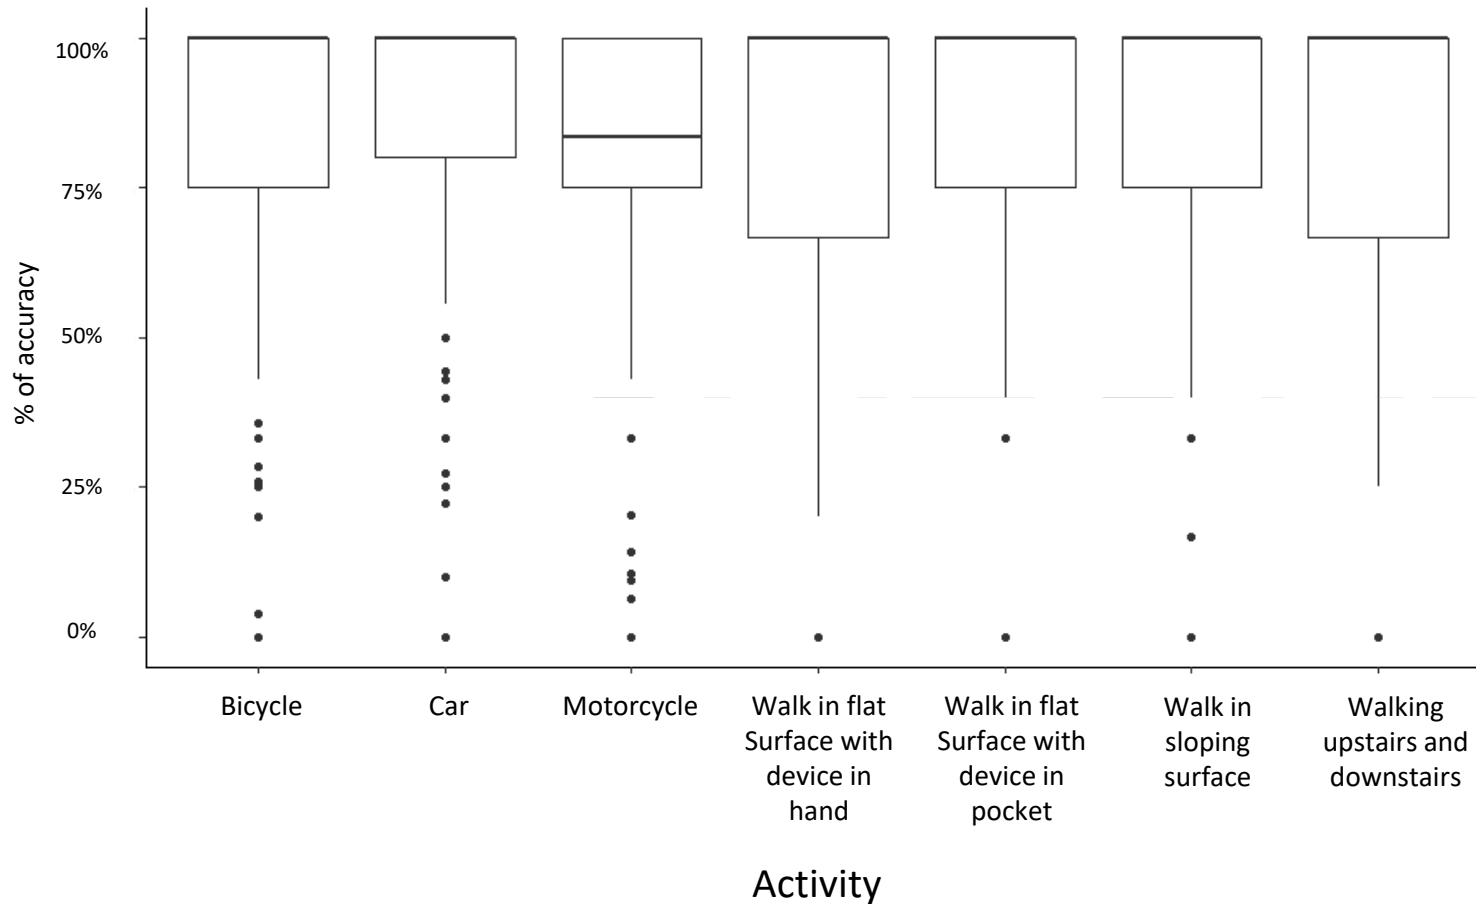 100%
75%
50%
25%
0%
% of accuracy
Bicycle
Car
Motorcycle
Walk in flat
Surface with
device in
hand
Walk in flat
Surface with
device in
pocket
Walk in
sloping
surface
Walking
upstairs and
downstairs
Activity